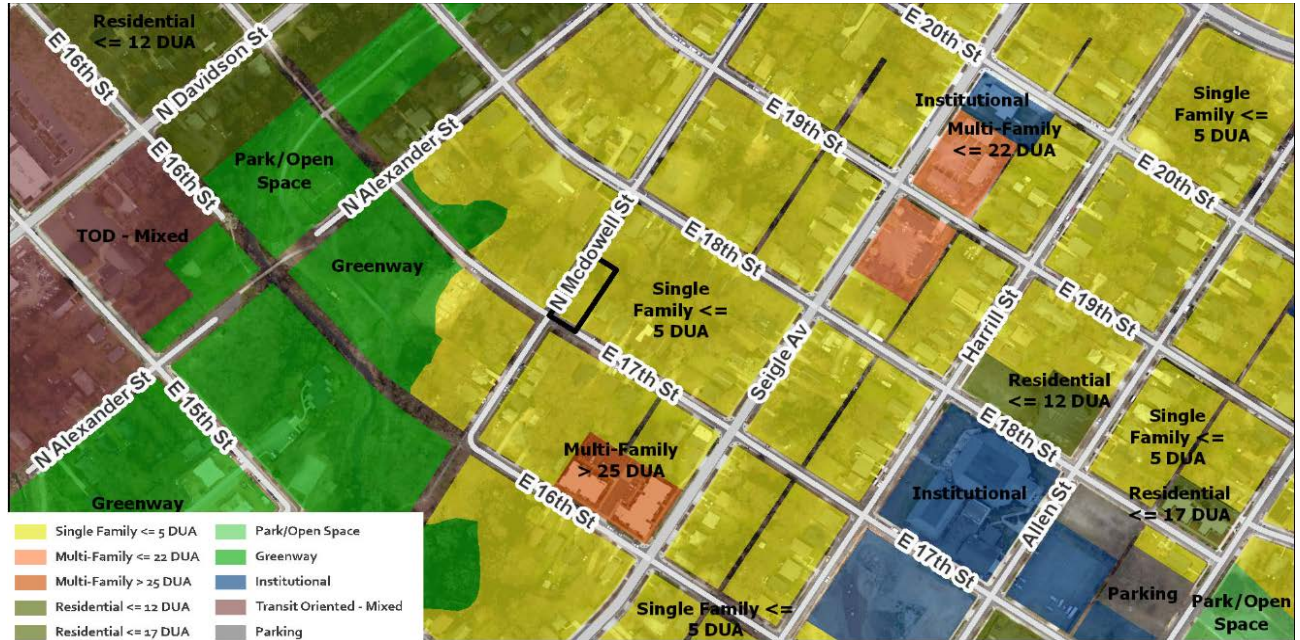 Residential
<= 12 DUA
E 16th St
N Davidson St
E 20th St
Institutional
Multi-Family
<= 22 DUA
Single
Family <=
5 DUA
E 16th St
Park/Open
Space
N Alexander St
E 19th St
E 20th St
TOD - Mixed
Greenway
N Mcdowell St
E 18th St
Single
Family <=
5 DUA
Seigle Av
Harrill St
E 19th St
N Alexander St
E 15th St
E 17th St
Residential
<= 12 DUA
Single
Family <=
5 DUA
E 18th St
Multi-Family
> 25 DUA
E 16th St
Institutional
Allen St
Residential
<= 17 DUA
Greenway
E 17th St
Parking
Park/Open
Space
Single Family <=
5 DUA
Single Family <= 5 DUA
Multi-Family <= 22 DUA
Multi-Family > 25 DUA
Residential <= 12 DUA
Residential <= 17 DUA
Park/Open Space
Greenway
Institutional
Transit Oriented - Mixed
Parking